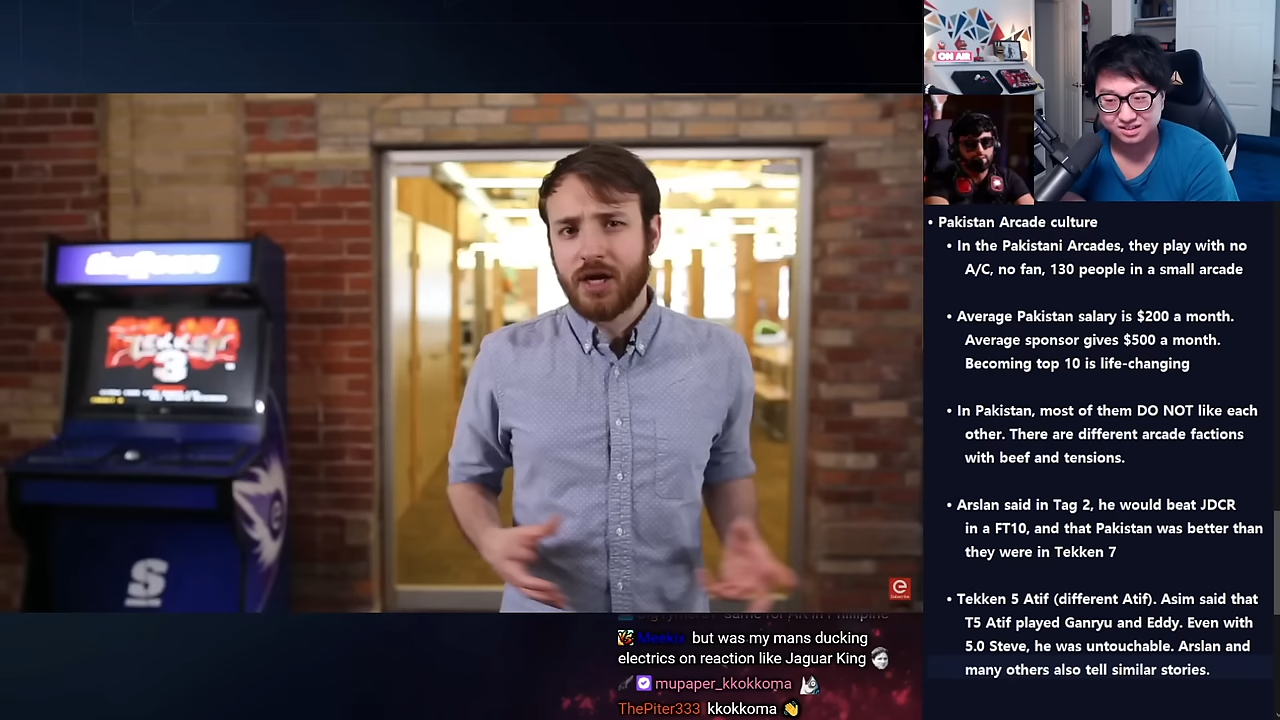 ON AIR
theScore
TEKKEN
3
S
e
• Pakistan Arcade culture
• In the Pakistani Arcades, they play with no
A/C, no fan, 130 people in a small arcade
• Average Pakistan salary is $200 a month.
Average sponsor gives $500 a month.
Becoming top 10 is life-changing
• In Pakistan, most of them DO NOT like each
other. There are different arcade factions
with beef and tensions.
• Arslan said in Tag 2, he would beat JDCR
in a FT10, and that Pakistan was better than
they were in Tekken 7
• Tekken 5 Atif (different Atif). Asim said that
T5 Atif played Ganryu and Eddy. Even with
5.0 Steve, he was untouchable. Arslan and
many others also tell similar stories.
but was my mans ducking
electrics on reaction like Jaguar King
mupaper_kkokkoma
ThePiter333 kkokkoma